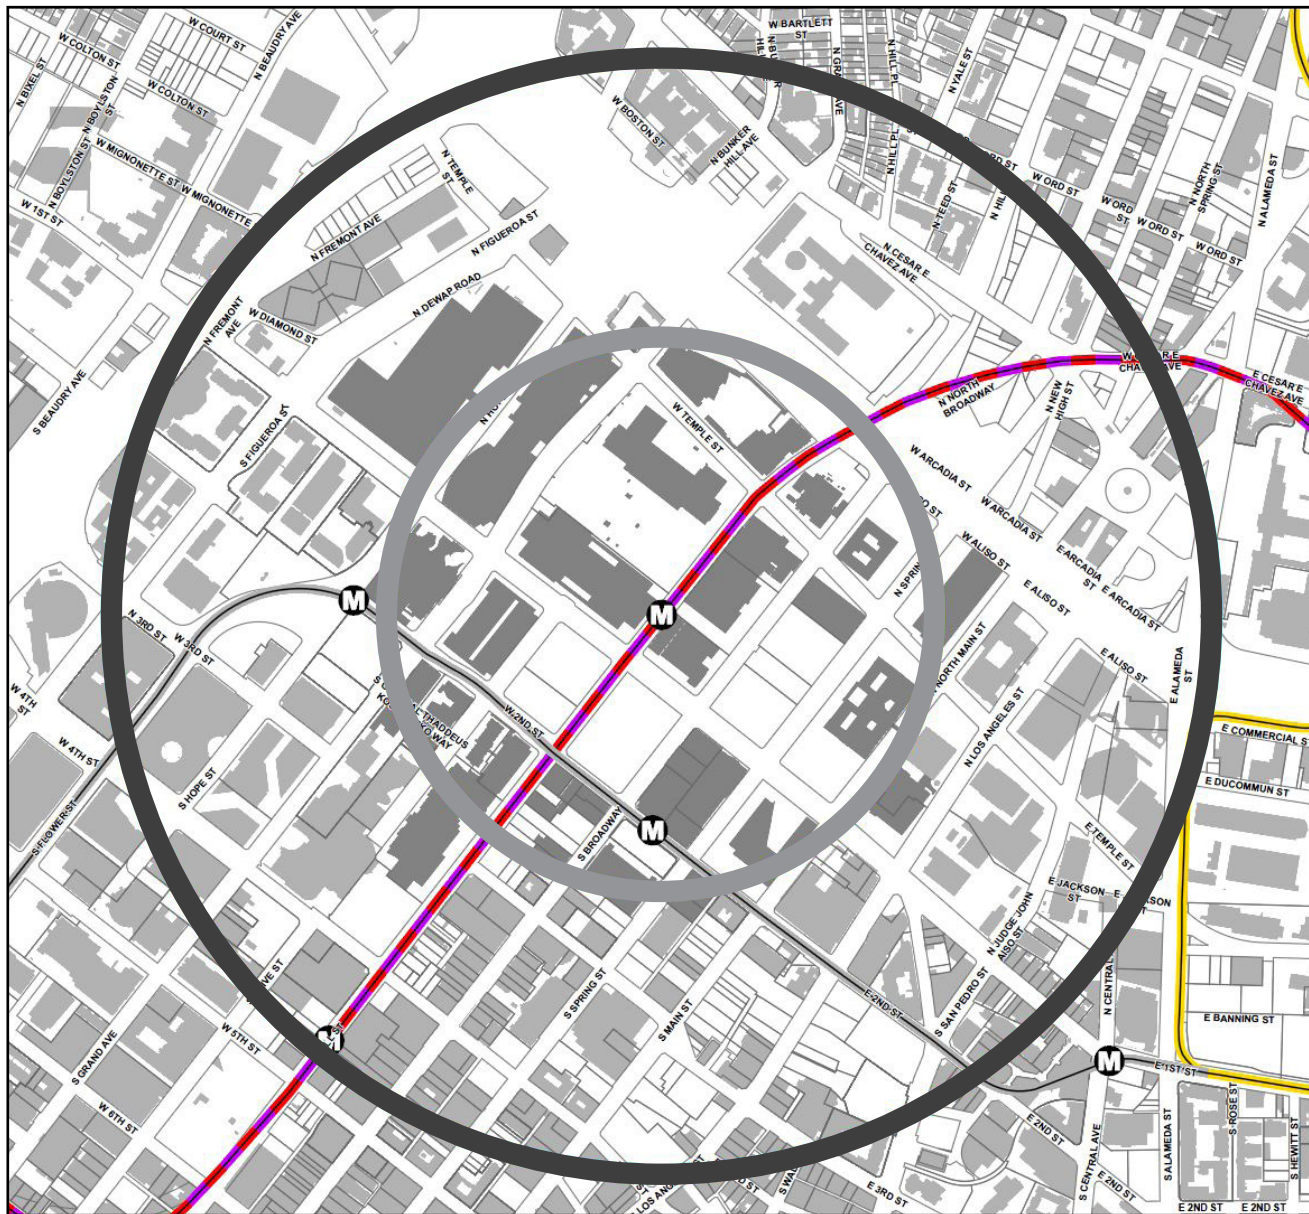 W COURT ST
N BEAUDRY AVE
W BARTLETT
ST
W COLTON ST
N BIXEL ST
N BOYLSTON
ST
W COLTON ST
N HILL PL
N YALE ST
W BOSTON ST
N BUNKER
HILL AVE
N BOYLSTON ST
W MIGNONETTE ST
W MIGNONETTE
N TEMPLE
ST
W 1ST ST
N FREMONT AVE
N FIGUEROA ST
N HILL PL
N TEED ST
ORD ST
W ORD ST
W ORD
ST
W ORD ST
W ORD ST
N NORTH
SPRING ST
N ALAMEDA ST
N CESAR E
CHAVEZ AVE
N DEWAP ROAD
N FREMONT
AVE
W DIAMOND ST
S BEAUDRY AVE
S FIGUEROA ST
W TEMPLE ST
N NORTH
BROADWAY
N NEW
HIGH ST
E CESAR E
CHAVEZ AVE
W ARCADIA ST
W ARCADIA ST
E ARCADIA
ST
E ARCADIA ST
W ALISO ST
E ALISO ST
E ALISO ST
E ALAMEDA
ST
M
M
N 3RD ST
W 3RD ST
W 4TH
ST
W 4TH ST
S HOPE ST
S FLOWER ST
W 2ND ST
NORTH MAIN ST
N LOS ANGELES ST
E COMMERCIAL ST
E DUCOMMUN ST
M
S BROADWAY
E TEMPLE ST
E JACKSON
ST
N JUDGE JOHN
AISO ST
N CENTRAL
E 2ND ST
S SAN PEDRO ST
S SPRING ST
S MAIN ST
E BANNING ST
W 5TH ST
S GRAND AVE
W 6TH ST
M
E 1ST ST
E 2ND ST
S ROSE ST
S HEWITT ST
S ALAMEDA ST
S CENTRAL AVE
E 2ND ST
E 3RD ST
E 2ND ST
E 2ND ST